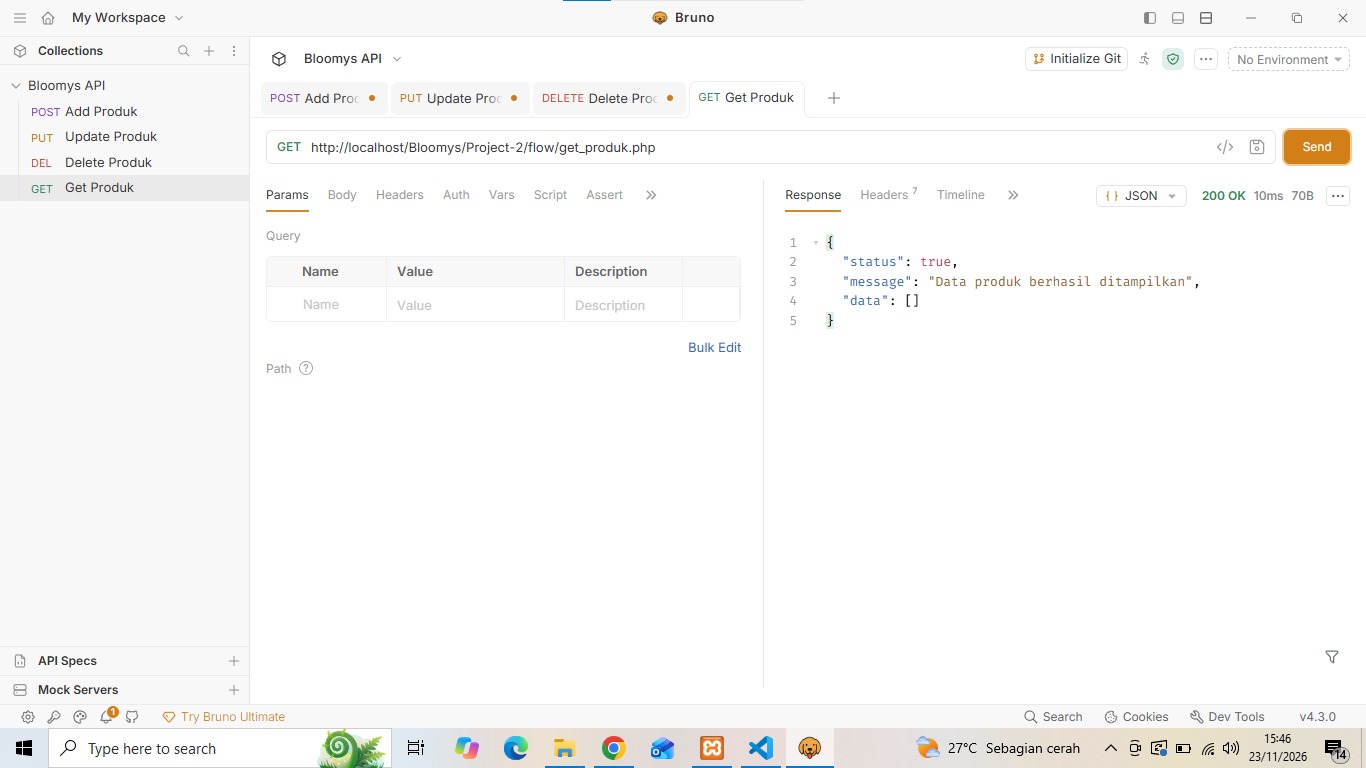 My Workspace
Bruno
Collections
Bloomys API
POST Add Produk
PUT Update Produk
DEL Delete Produk
GET Get Produk
API Specs
Mock Servers
Bloomys API
Initialize Git
No Environment
POST Add Proc
PUT Update Proc
DELETE Delete Proc
GET Get Produk
GET http://localhost/Bloomys/Project-2/flow/get_produk.php
Send
Params Body Headers Auth Vars Script Assert
Query
Name Value Description
Name Value Description
Bulk Edit
Path ?
Response Headers 7 Timeline
{ } JSON 200 OK 10ms 70B
1 {
2 "status": true,
3 "message": "Data produk berhasil ditampilkan",
4 "data": []
5 }
1 Try Bruno Ultimate
Search Cookies Dev Tools v4.3.0
Type here to search
27°C Sebagian cerah
15:46
23/11/2026
14